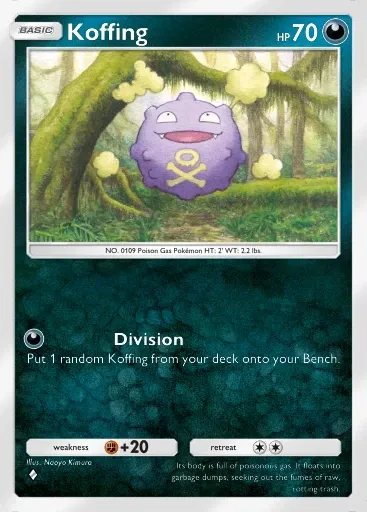 BASIC Koffing HP 70
NO. 0109 Poison Gas Pokémon HT: 2' WT: 2.2 lbs.
Division
Put 1 random Koffing from your deck onto your Bench.
weakness +20 retreat
Illus. Naoyo Kimura
Its body is full of poisonous gas. It floats into
garbage dumps, seeking out the fumes of raw,
rotting trash.